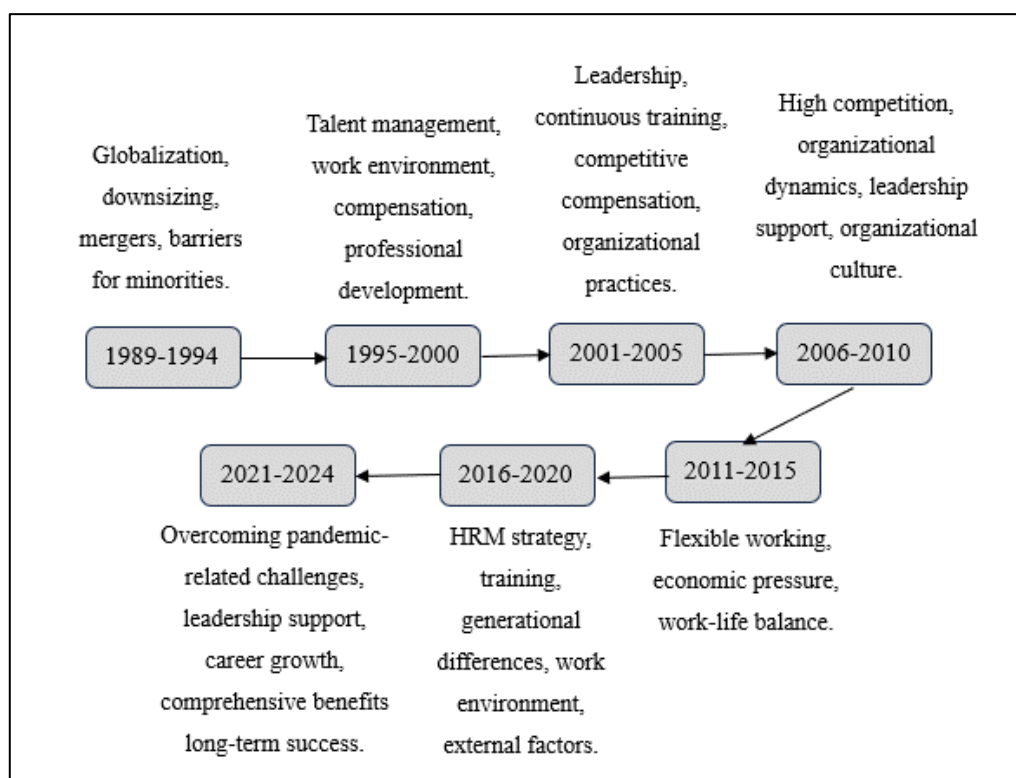 Globalization,
downsizing,
mergers, barriers
for minorities.
Talent management,
work environment,
compensation,
professional
development.
Leadership,
continuous training,
competitive
compensation,
organizational
practices.
High competition,
organizational
dynamics, leadership
support, organizational
culture.
1989-1994
1995-2000
2001-2005
2006-2010
2011-2015
Flexible working,
economic pressure,
work-life balance.
2016-2020
HRM strategy,
training,
generational
differences, work
environment,
external factors.
2021-2024
Overcoming pandemic-
related challenges,
leadership support,
career growth,
comprehensive benefits
long-term success.